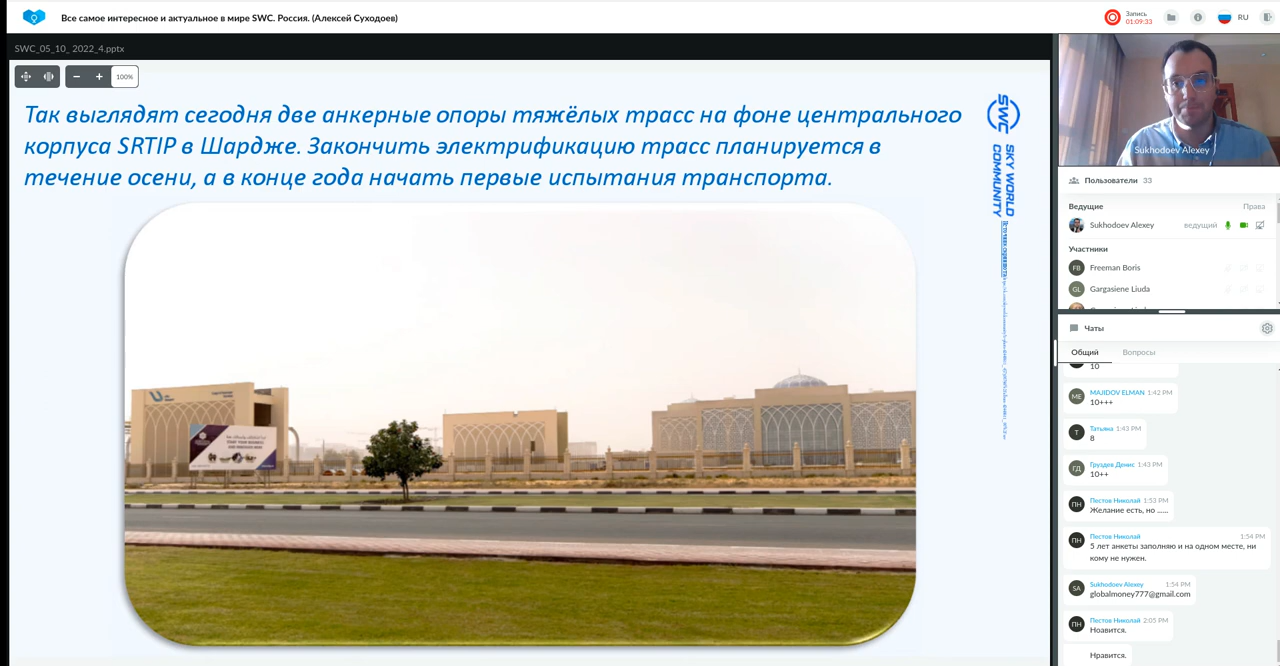 Все самое интересное и актуальное в мире SWC. Россия. (Алексей Суходоев)
Запись
01:09:33
RU
SWC_05_10_ 2022_4.pptx
100%
Так выглядят сегодня две анкерные опоры тяжёлых трасс на фоне центрального
корпуса SRTIP в Шардже. Закончить электрификацию трасс планируется в
течение осени, а в конце года начать первые испытания транспорта.
SWC
SKY WORLD
COMMUNITY
START YOUR BUSINESS
Sukhodoev Alexey
Пользователи 33
Ведущие Права
Sukhodoev Alexey ведущий
Участники
FB Freeman Boris
GL Gargasiene Liuda
Чаты
Общий Вопросы
10
ME MAJIDOV ELMAN 1:42 PM
10+++
Т Татьяна 1:43 PM
8
ГД Груздев Денис 1:43 PM
10++
ПН Пестов Николай 1:53 PM
Желание есть, но ......
ПН Пестов Николай 1:54 PM
5 лет анкеты заполняю и на одном месте, ни
кому не нужен.
SA Sukhodoev Alexey 1:54 PM
globalmoney777@gmail.com
ПН Пестов Николай 2:05 PM
Ноавится.
Нравится.